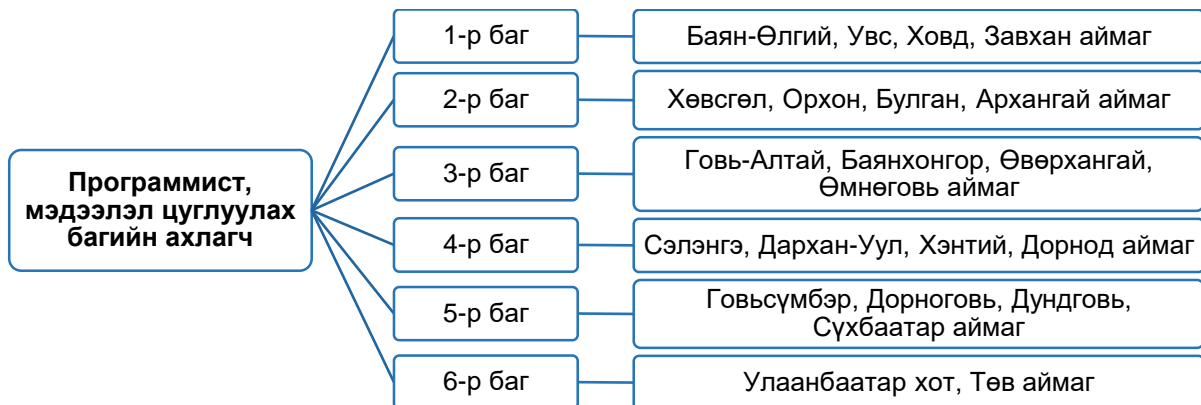 Программист,
мэдээлэл цуглуулах
багийн ахлагч
1-р баг
Баян-Өлгий, Увс, Ховд, Завхан аймаг
2-р баг
Хөвсгөл, Орхон, Булган, Архангай аймаг
3-р баг
Говь-Алтай, Баянхонгор, Өвөрхангай,
Өмнөговь аймаг
4-р баг
Сэлэнгэ, Дархан-Уул, Хэнтий, Дорнод аймаг
5-р баг
Говьсүмбэр, Дорноговь, Дундговь,
Сүхбаатар аймаг
6-р баг
Улаанбаатар хот, Төв аймаг